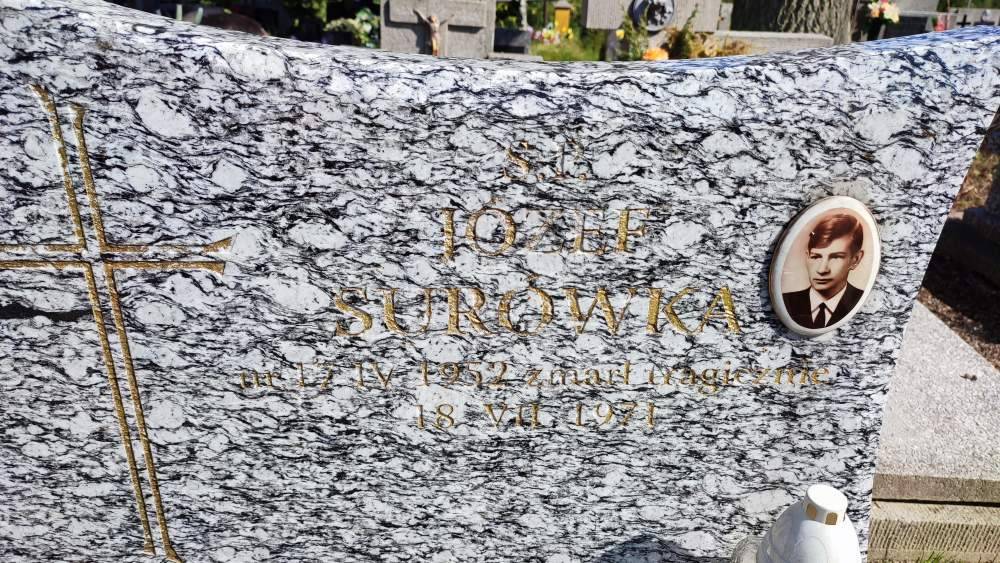 Ś.P.
JÓZEF
SURÓWKA
ur 17 IV 1952 zmarł tragicznie
18 VII 1971